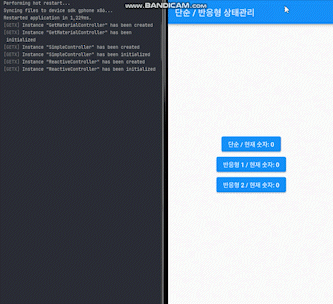 Performing hot restart...
Syncing files to device sdk gphone x86...
Restarted application in 1,229ms.
[GETX] Instance "GetMaterialController" has been created
[GETX] Instance "GetMaterialController" has been
initialized
[GETX] Instance "SimpleController" has been created
[GETX] Instance "SimpleController" has been initialized
[GETX] Instance "ReactiveController" has been created
[GETX] Instance "ReactiveController" has been initialized
www.BANDICAM.com
단순 / 반응형 상태관리
단순 / 현재 숫자: 0
반응형 1 / 현재 숫자: 0
반응형 2 / 현재 숫자: 0